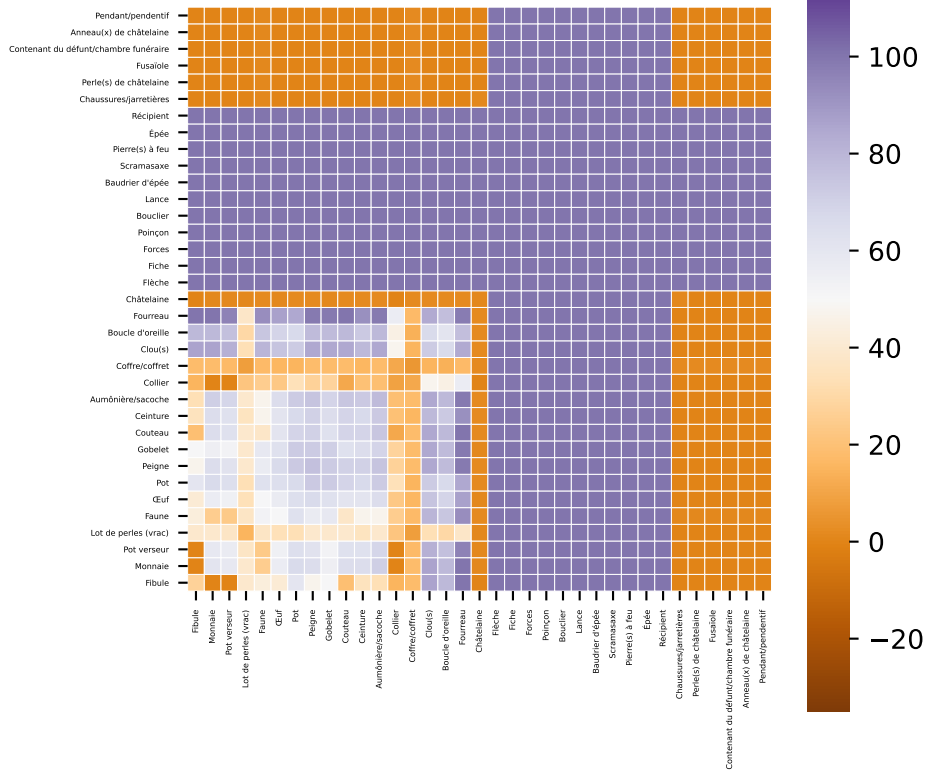 Pendant/pendentif
Anneau(x) de châtelaine
Contenant du défunt/chambre funéraire
Fusaïole
Perle(s) de châtelaine
Chaussures/jarretières
Récipient
Épée
Pierre(s) à feu
Scramasaxe
Baudrier d'épée
Lance
Bouclier
Poinçon
Forces
Fiche
Flèche
Châtelaine
Fourreau
Boucle d'oreille
Clou(s)
Coffre/coffret
Collier
Aumônière/sacoche
Ceinture
Couteau
Gobelet
Peigne
Pot
Œuf
Faune
Lot de perles (vrac)
Pot verseur
Monnaie
Fibule
Fibule
Monnaie
Pot verseur
Lot de perles (vrac)
Faune
Œuf
Pot
Peigne
Gobelet
Couteau
Ceinture
Aumônière/sacoche
Collier
Coffre/coffret
Clou(s)
Boucle d'oreille
Fourreau
Châtelaine
Flèche
Fiche
Forces
Poinçon
Bouclier
Lance
Baudrier d'épée
Scramasaxe
Pierre(s) à feu
Épée
Récipient
Chaussures/jarretières
Perle(s) de châtelaine
Fusaïole
Contenant du défunt/chambre funéraire
Anneau(x) de châtelaine
Pendant/pendentif
100
80
60
40
20
0
−20